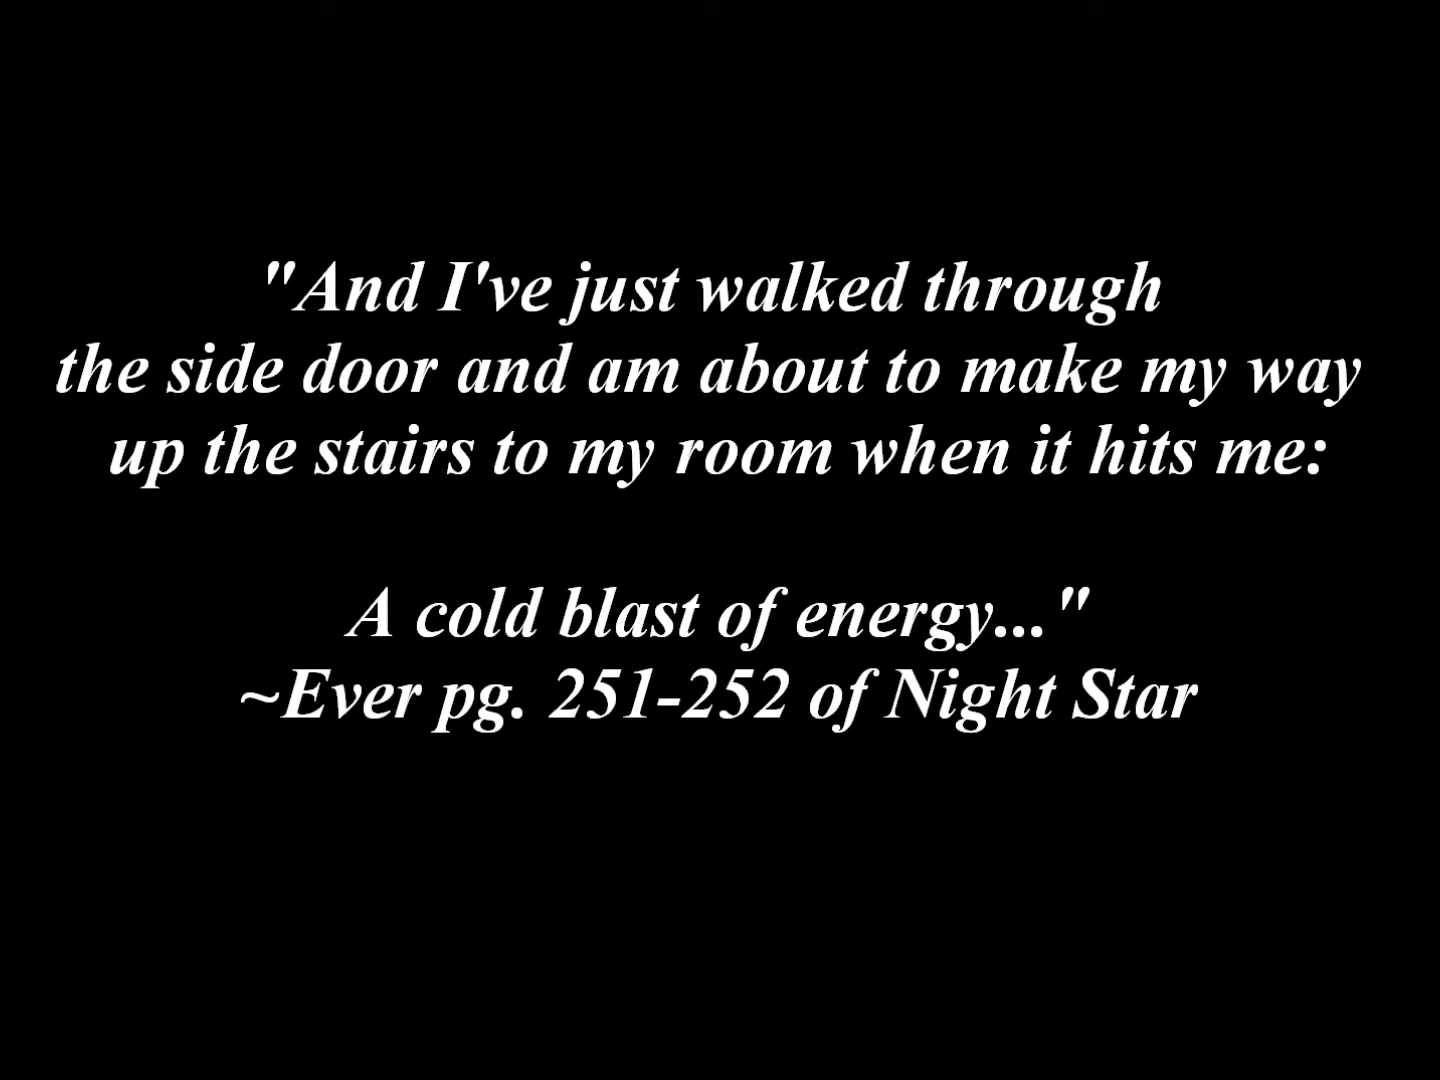 "And I've just walked through
the side door and am about to make my way
up the stairs to my room when it hits me:
A cold blast of energy..."
~Ever pg. 251-252 of Night Star